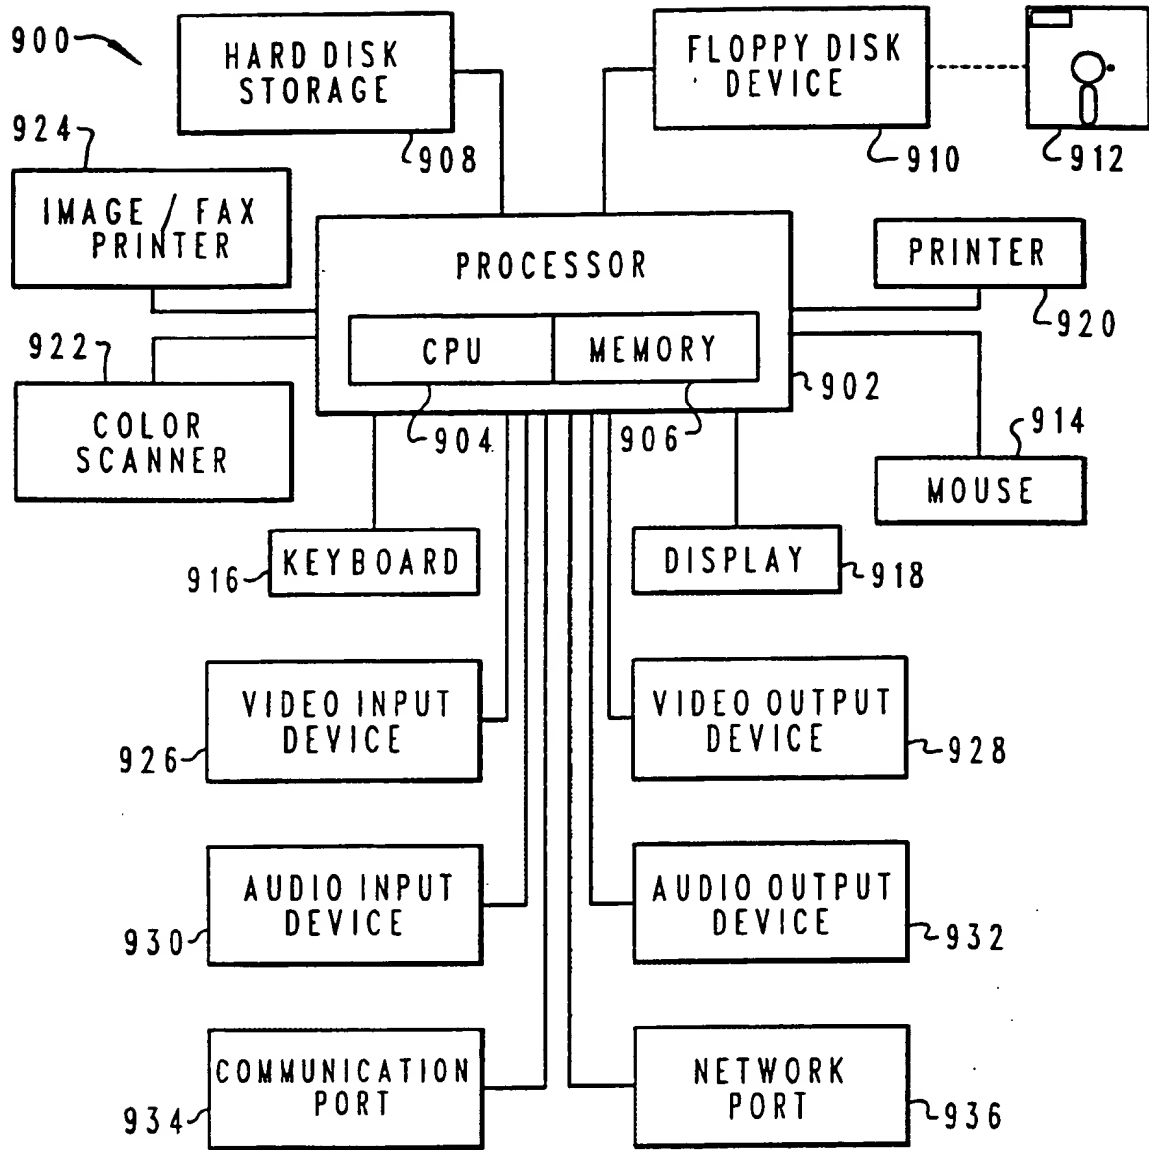 900
HARD DISK
STORAGE
908
FLOPPY DISK
DEVICE
910
912
924
IMAGE / FAX
PRINTER
PROCESSOR
CPU
MEMORY
902
904
906
PRINTER
920
922
COLOR
SCANNER
914
MOUSE
916
KEYBOARD
DISPLAY
918
VIDEO INPUT
DEVICE
926
VIDEO OUTPUT
DEVICE
928
AUDIO INPUT
DEVICE
930
AUDIO OUTPUT
DEVICE
932
COMMUNICATION
PORT
934
NETWORK
PORT
936